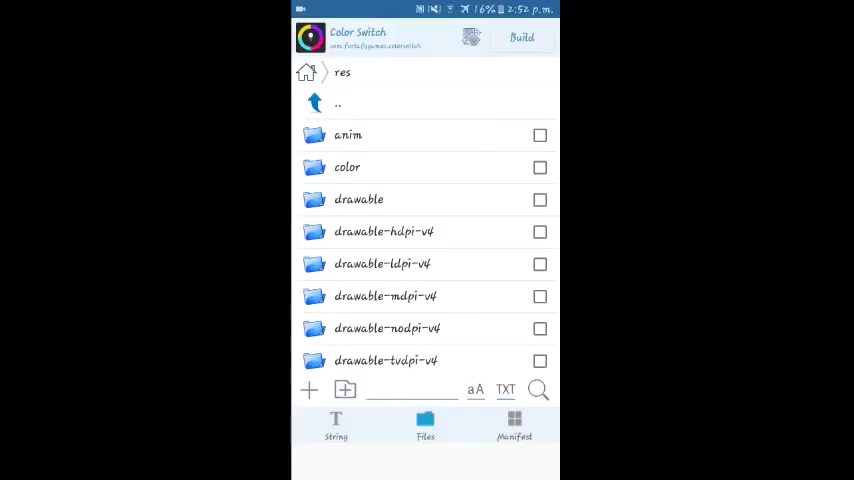 16% 2:52 p.m.
Color Switch
com.fortafygames.colorswitch
Build
res
..
anim
color
drawable
drawable-hdpi-v4
drawable-ldpi-v4
drawable-mdpi-v4
drawable-nodpi-v4
drawable-tvdpi-v4
aA TXT
String Files Manifest